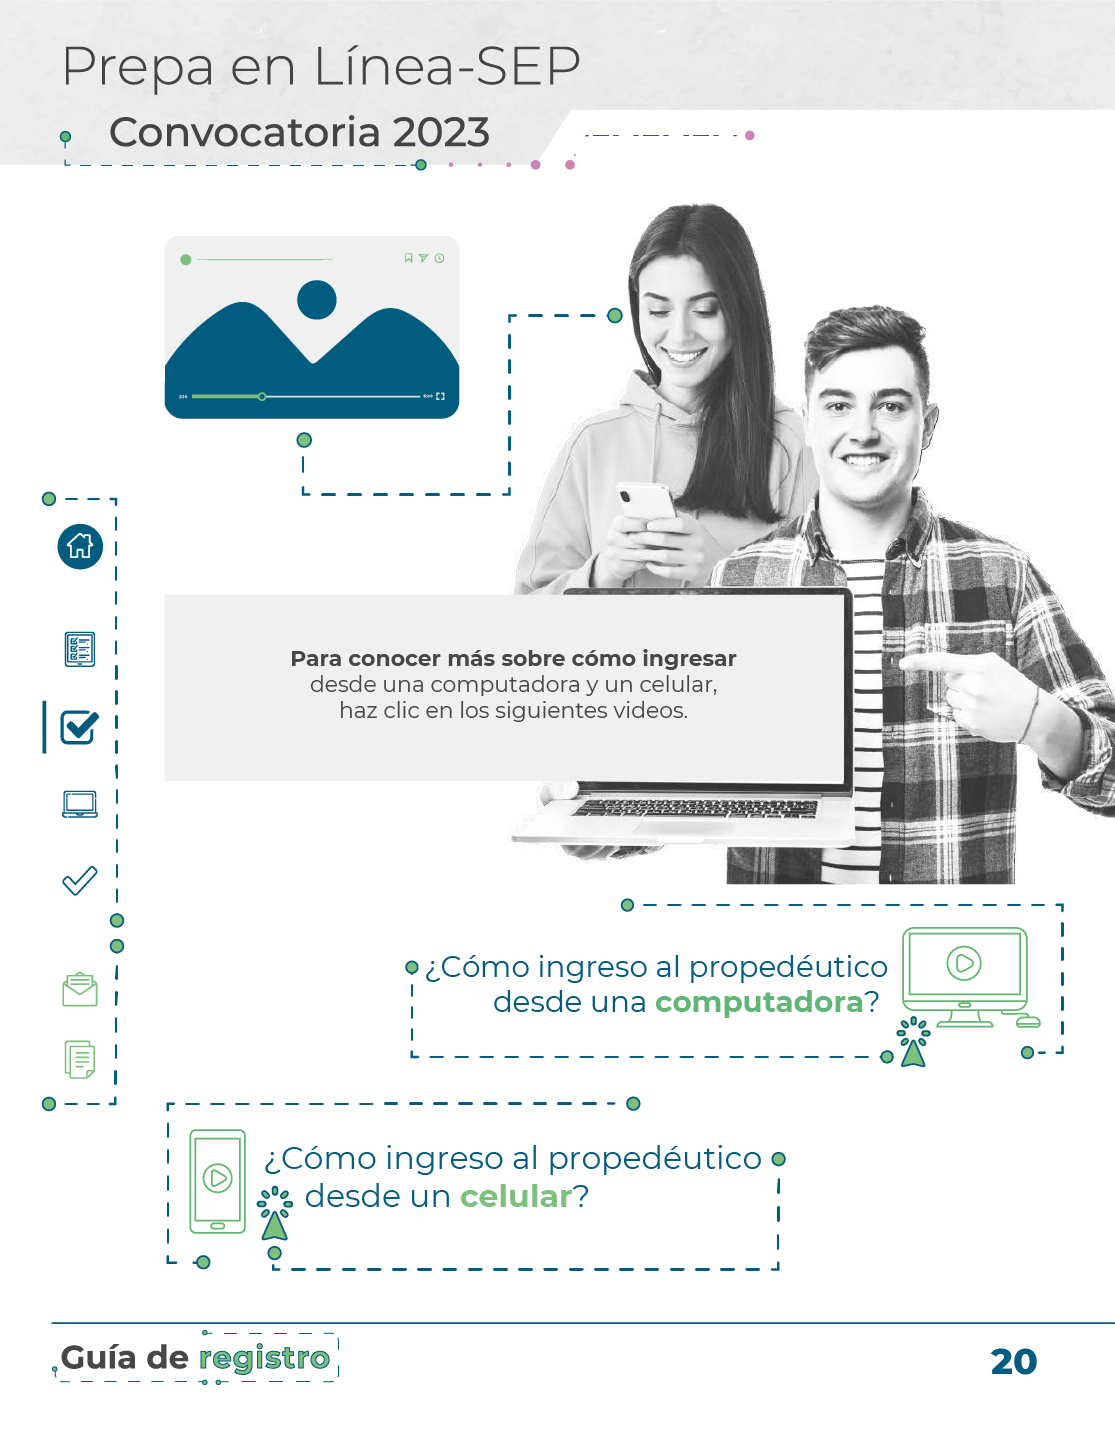 Prepa en Línea-SEP
Convocatoria 2023
Para conocer más sobre cómo ingresar
desde una computadora y un celular,
haz clic en los siguientes videos.
¿Cómo ingreso al propedéutico
desde una computadora?
¿Cómo ingreso al propedéutico
desde un celular?
Guía de registro
20